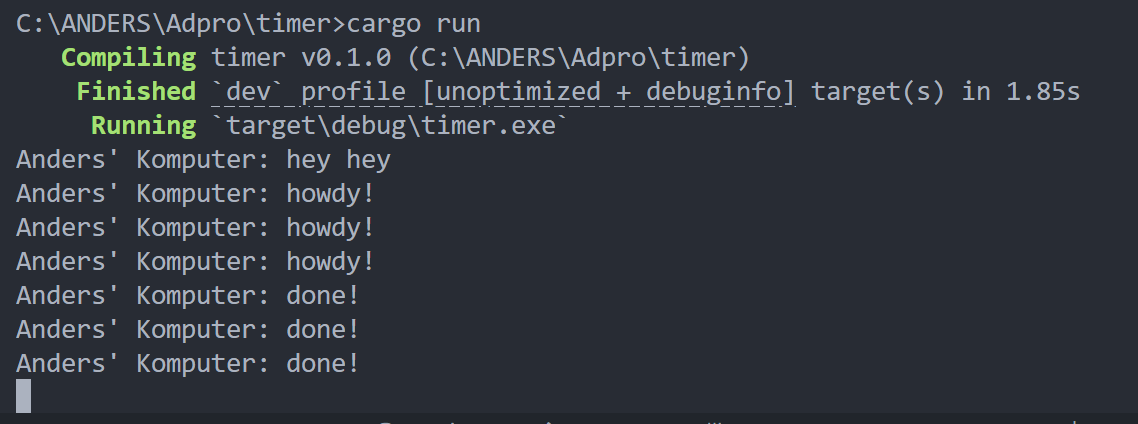 C:\ANDERS\Adpro\timer>cargo run
Compiling timer v0.1.0 (C:\ANDERS\Adpro\timer)
Finished `dev` profile [unoptimized + debuginfo] target(s) in 1.85s
Running `target\debug\timer.exe`
Anders' Komputer: hey hey
Anders' Komputer: howdy!
Anders' Komputer: howdy!
Anders' Komputer: howdy!
Anders' Komputer: done!
Anders' Komputer: done!
Anders' Komputer: done!